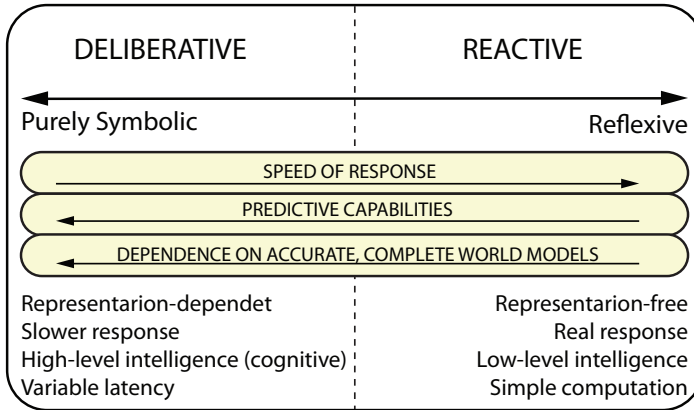 DELIBERATIVE REACTIVE
Purely Symbolic Reflexive
SPEED OF RESPONSE
PREDICTIVE CAPABILITIES
DEPENDENCE ON ACCURATE, COMPLETE WORLD MODELS
Representarion-dependet Representarion-free
Slower response Real response
High-level intelligence (cognitive) Low-level intelligence
Variable latency Simple computation